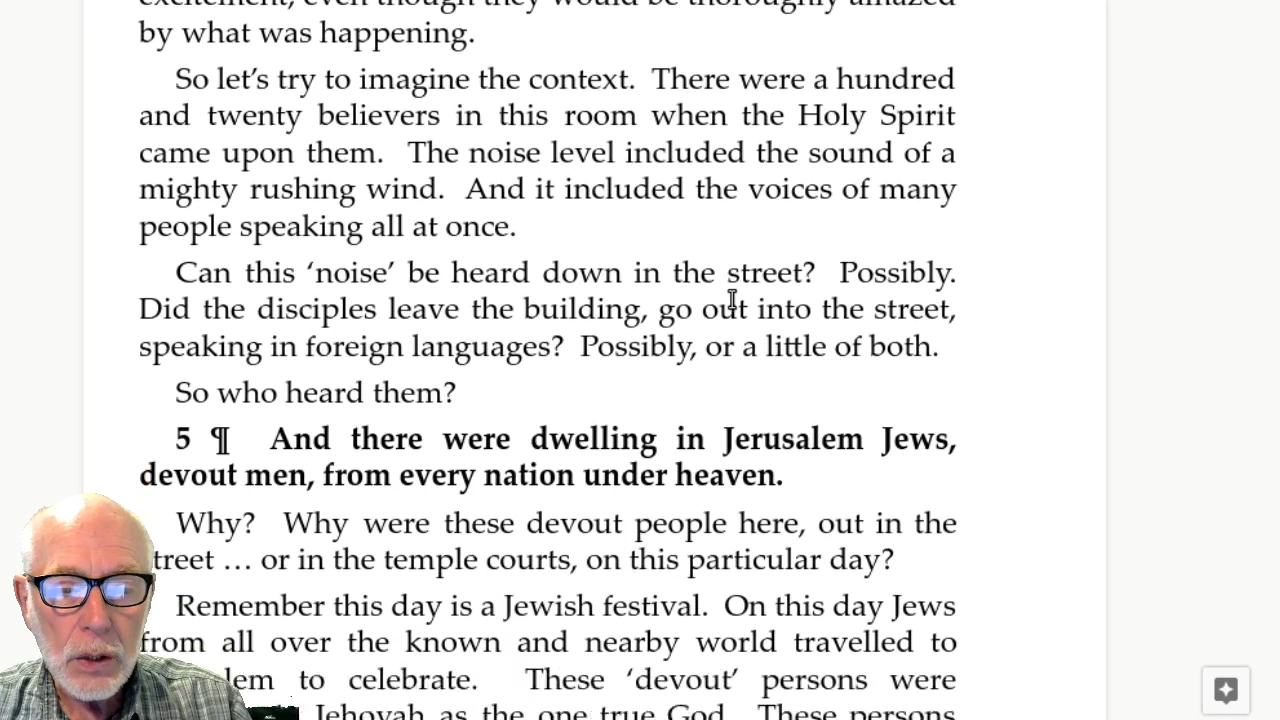 excitement, even though they would be thoroughly amazed
by what was happening.
So let's try to imagine the context. There were a hundred
and twenty believers in this room when the Holy Spirit
came upon them. The noise level included the sound of a
mighty rushing wind. And it included the voices of many
people speaking all at once.
Can this 'noise' be heard down in the street? Possibly.
Did the disciples leave the building, go out into the street,
speaking in foreign languages? Possibly, or a little of both.
So who heard them?
5 ¶ And there were dwelling in Jerusalem Jews,
devout men, from every nation under heaven.
Why? Why were these devout people here, out in the
treet … or in the temple courts, on this particular day?
Remember this day is a Jewish festival. On this day Jews
from all over the known and nearby world travelled to
lem to celebrate. These 'devout' persons were
Jehovah as the one true God. These persons